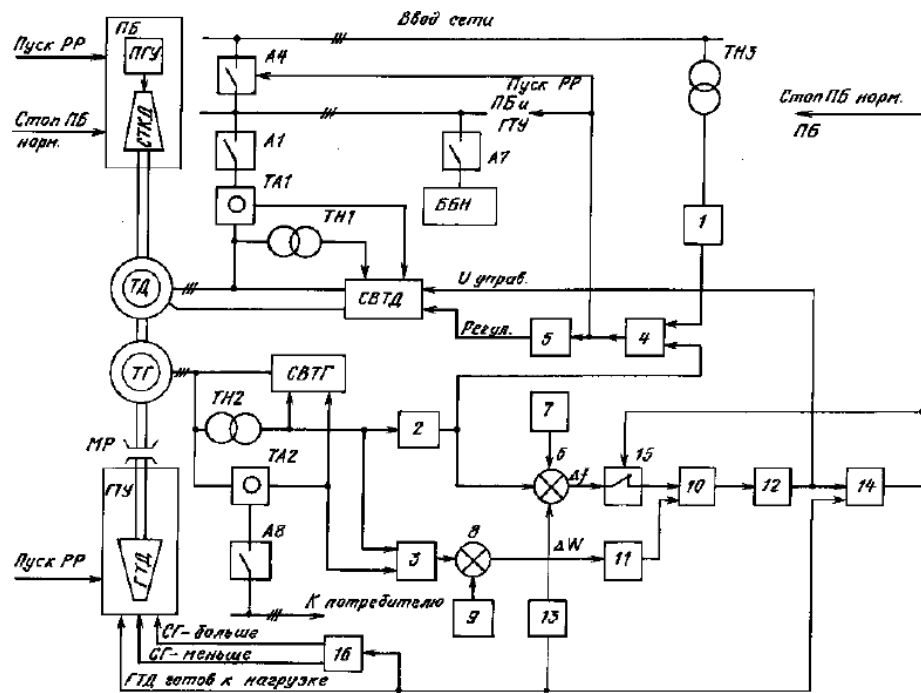 Ввод сети
ПБ
Пуск РР
ПГУ
А4
ТН3
Пуск РР
Стоп ПБ
норм.
СТКД
ПБ и
ГТУ
Стоп ПБ норм.
ПБ
А1
А7
ТА1
ББН
ТН1
1
U управ.
ТД
СВТД
Регул.
5
4
ТГ
СВТГ
7
ТН2
2
МР
ТА2
6
Δf
15
ГТУ
10
12
14
А8
8
ΔW
3
11
Пуск РР
ГТД
К потребителю
9
13
СГ-больше
СГ-меньше
16
ГТД готов к нагрузке